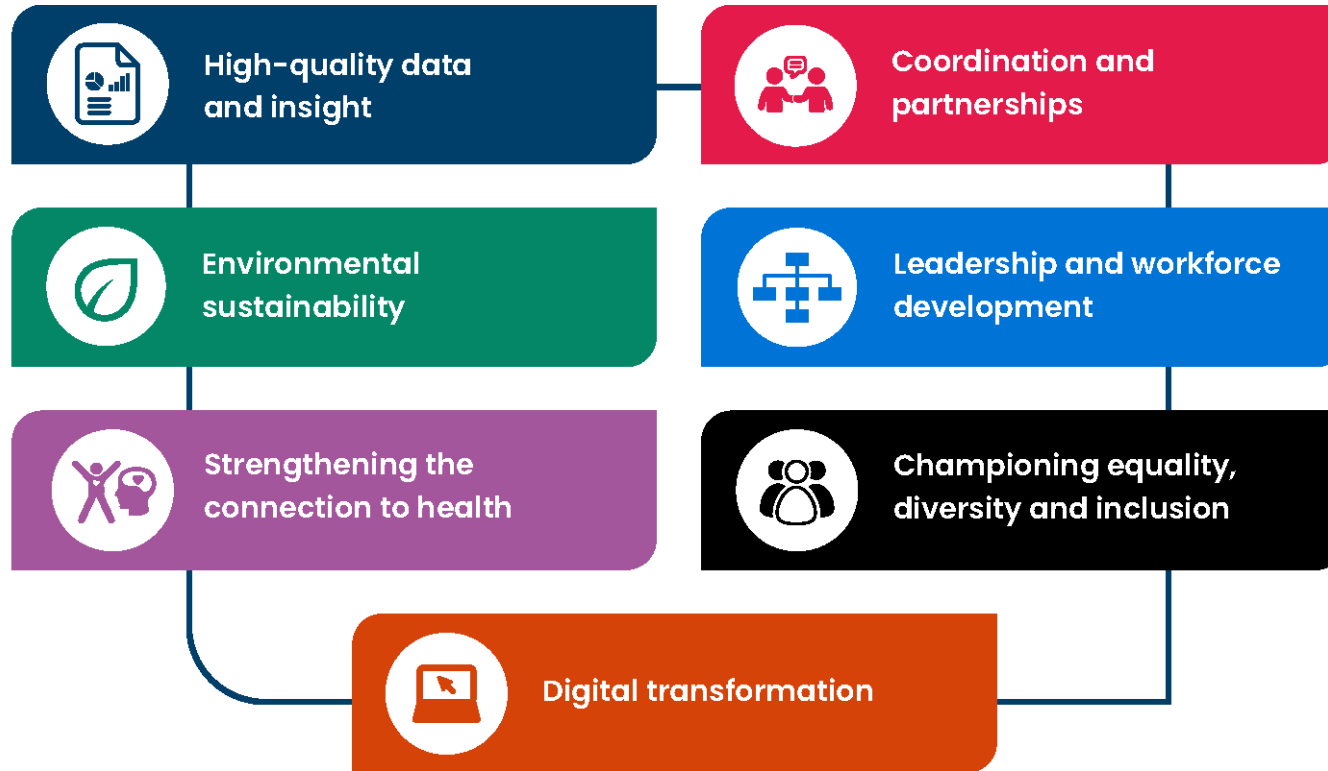 High-quality data
and insight
Coordination and
partnerships
Environmental
sustainability
Leadership and workforce
development
Strengthening the
connection to health
Championing equality,
diversity and inclusion
Digital transformation